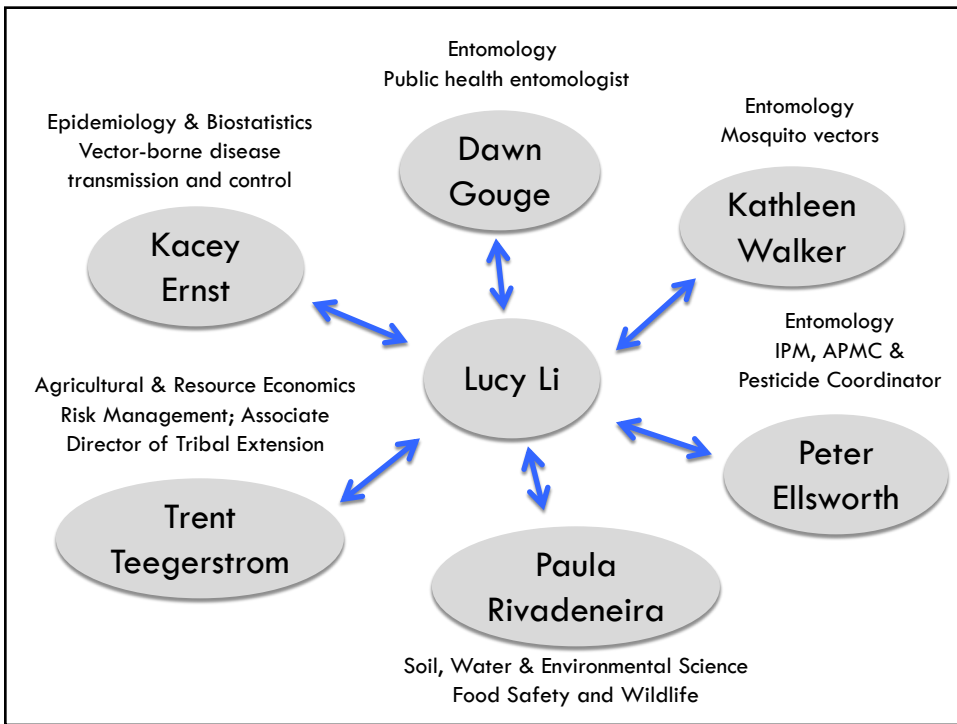 Entomology
Public health entomologist
Dawn
Gouge
Epidemiology & Biostatistics
Vector-borne disease
transmission and control
Kacey
Ernst
Entomology
Mosquito vectors
Kathleen
Walker
Lucy Li
Agricultural & Resource Economics
Risk Management; Associate
Director of Tribal Extension
Trent
Teegerstrom
Entomology
IPM, APMC &
Pesticide Coordinator
Peter
Ellsworth
Paula
Rivadeneira
Soil, Water & Environmental Science
Food Safety and Wildlife